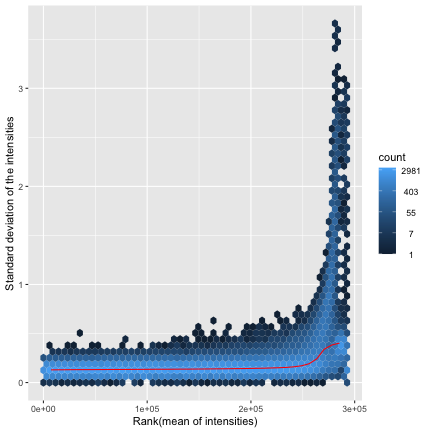 Standard deviation of the intensities
3
2
1
0
0e+00
1e+05
2e+05
3e+05
Rank(mean of intensities)
count
2981
403
55
7
1